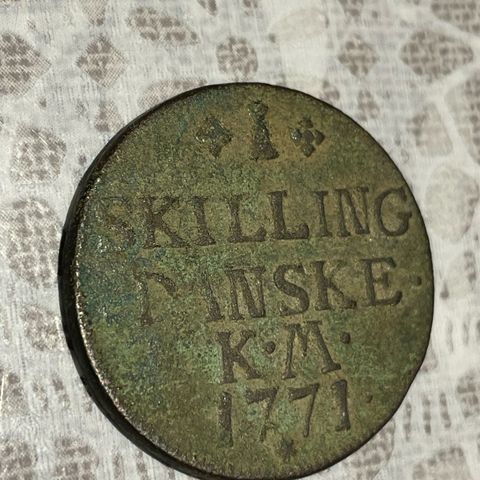 1
SKILLING
DANSKE·
K·M·
1771·